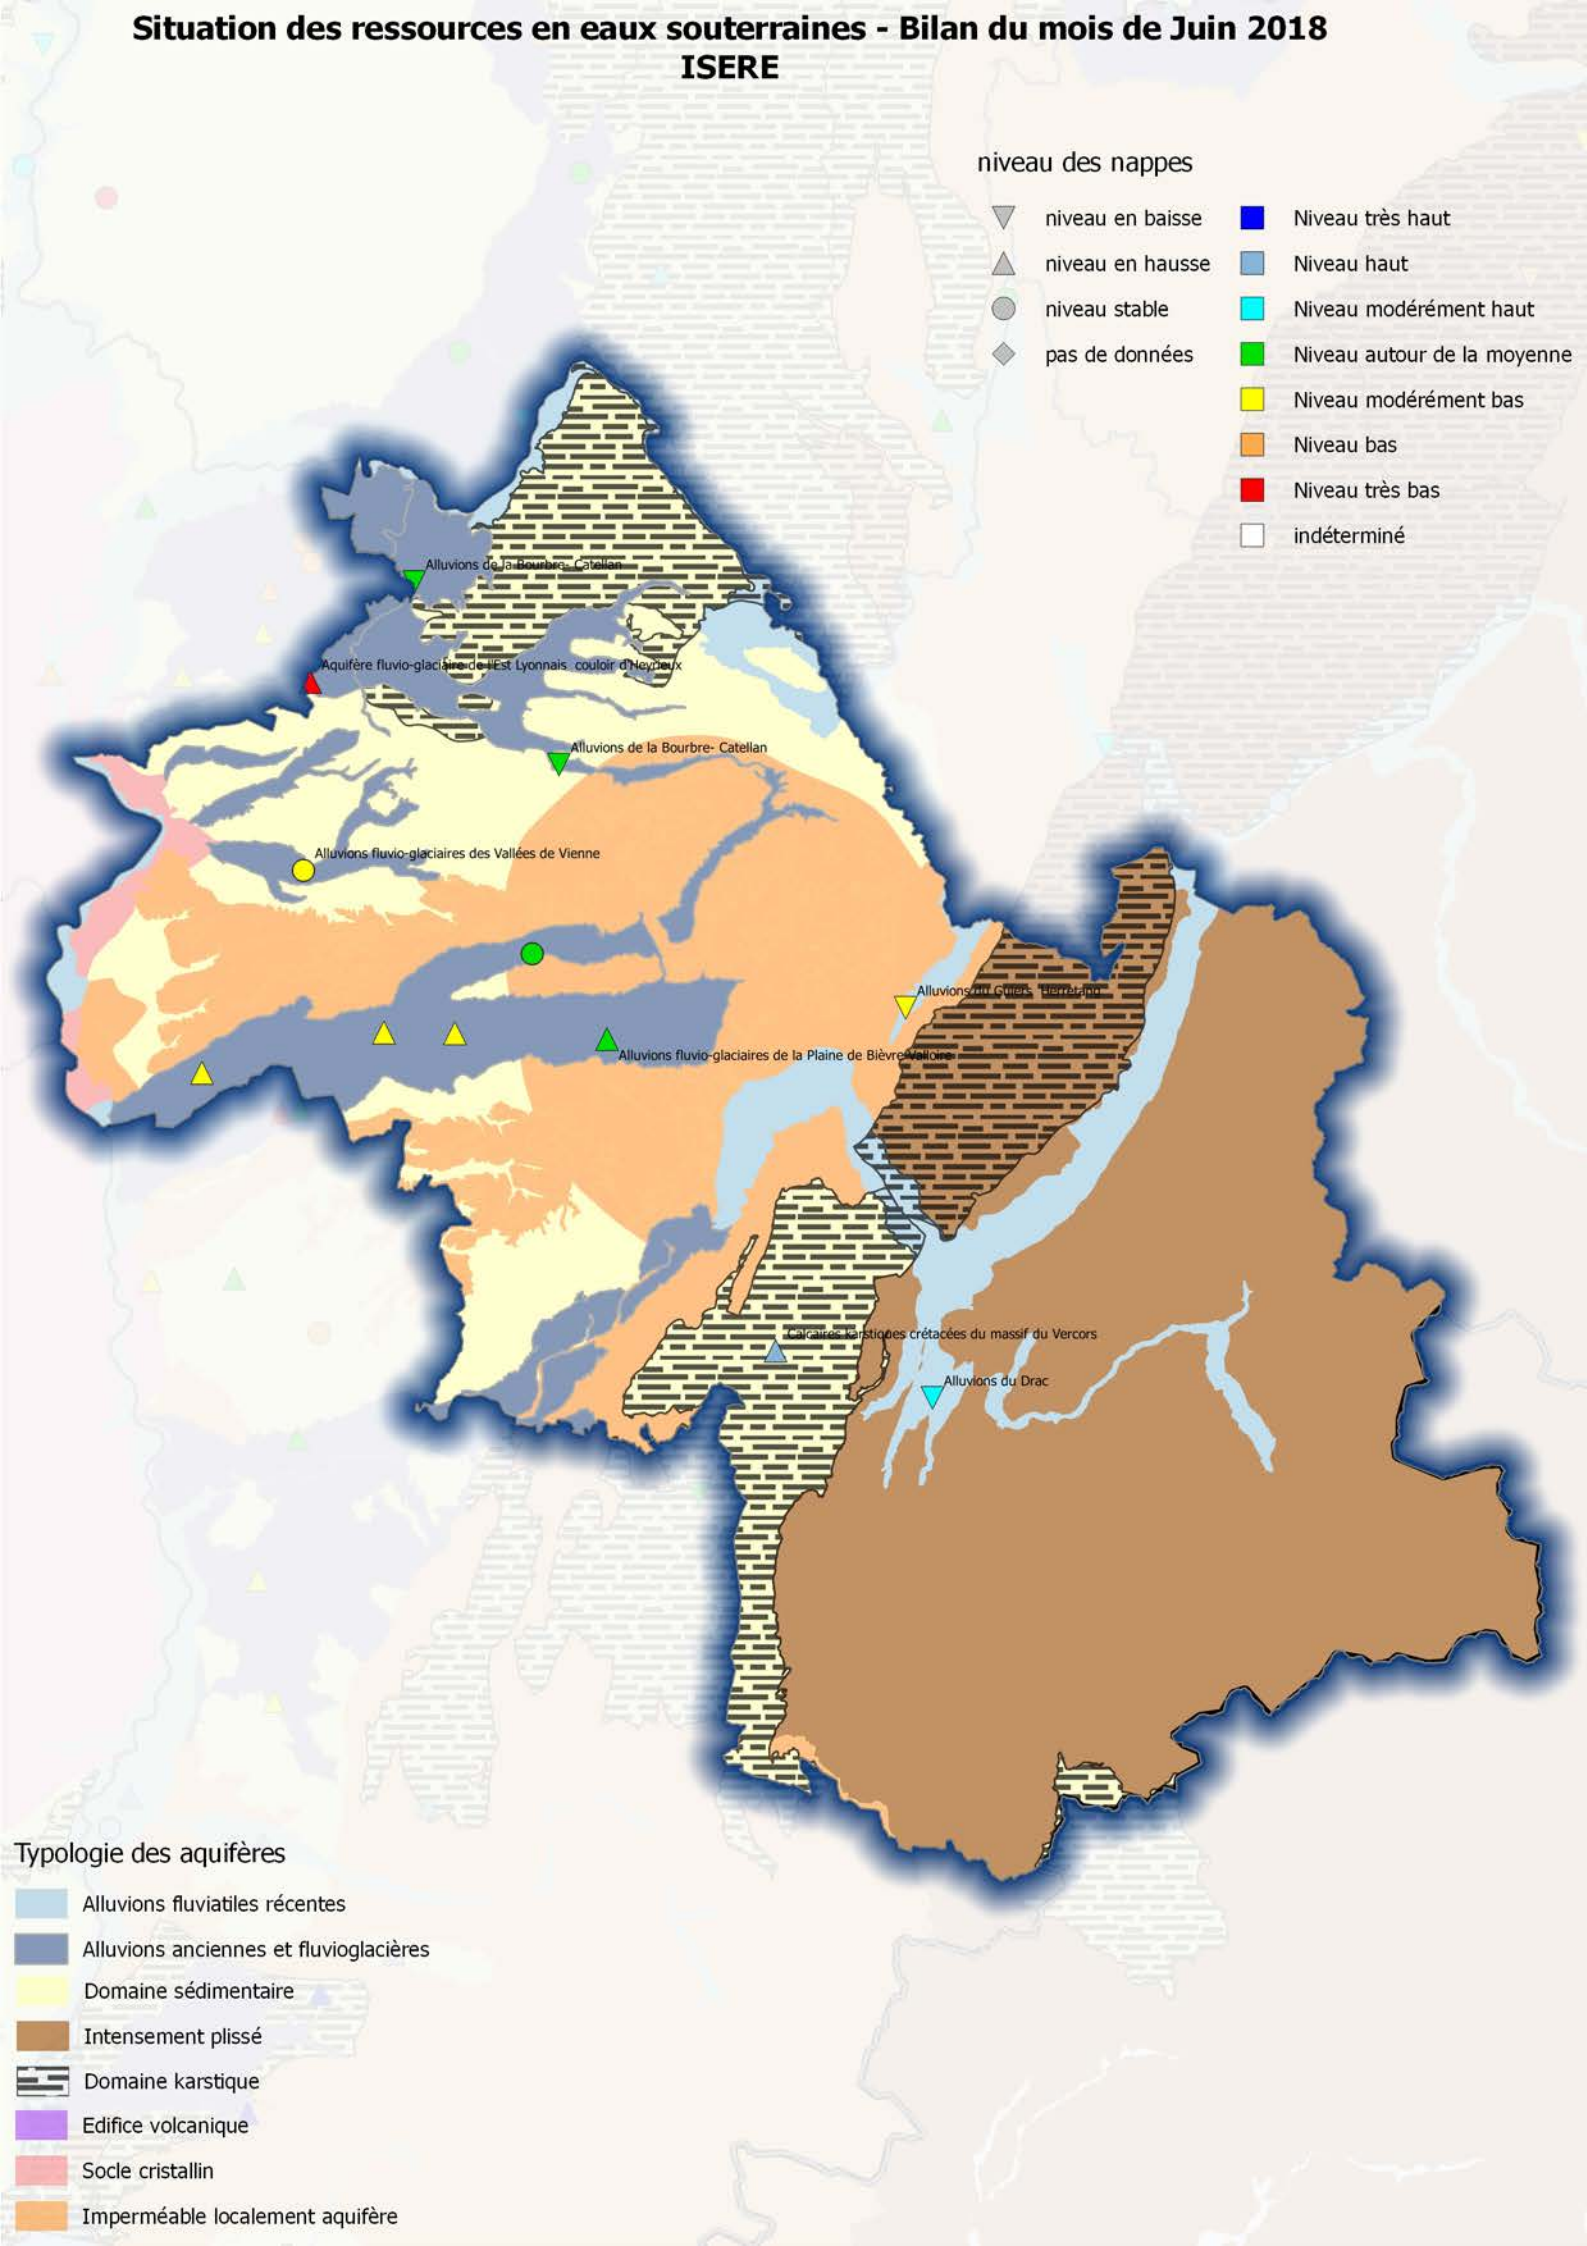 Situation des ressources en eaux souterraines - Bilan du mois de Juin 2018
ISERE
niveau des nappes
niveau en baisse
niveau en hausse
niveau stable
pas de données
Niveau très haut
Niveau haut
Niveau modérément haut
Niveau autour de la moyenne
Niveau modérément bas
Niveau bas
Niveau très bas
indéterminé
Alluvions de la Bourbre- Catellan
Aquifère fluvio-glaciaire de l'Est Lyonnais couloir d'Heyrieux
Alluvions de la Bourbre- Catellan
Alluvions fluvio-glaciaires des Vallées de Vienne
Alluvions du Guiers Herretang
Alluvions fluvio-glaciaires de la Plaine de Bièvre Valloire
Calcaires karstiques crétacées du massif du Vercors
Alluvions du Drac
Typologie des aquifères
Alluvions fluviatiles récentes
Alluvions anciennes et fluvioglacières
Domaine sédimentaire
Intensement plissé
Domaine karstique
Edifice volcanique
Socle cristallin
Imperméable localement aquifère